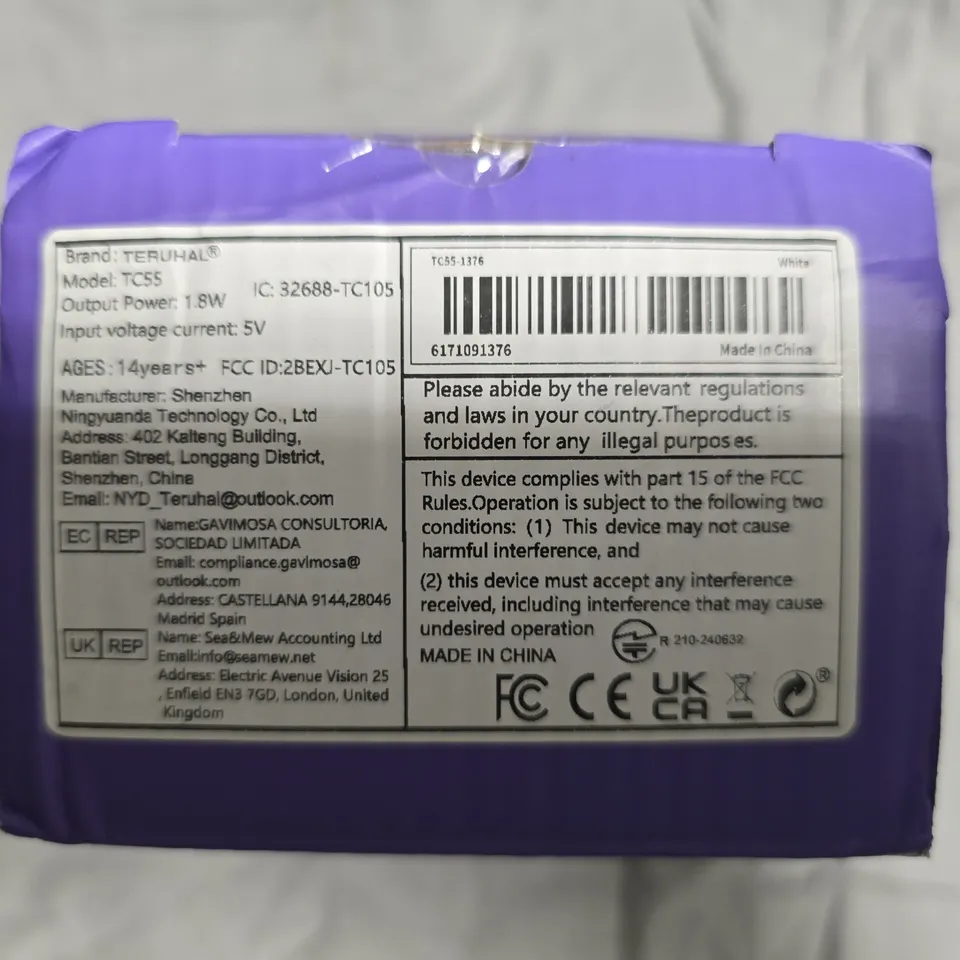 Brand: TERUHAL®
Model: TC55
Output Power: 1.8W
IC: 32688-TC105
Input voltage current: 5V
AGES: 14years+ FCC ID:2BEXJ-TC105
Manufacturer: Shenzhen
Ningyuanda Technology Co., Ltd
Address: 402 Kaiteng Building,
Bantian Street, Longgang District,
Shenzhen, China
Email: NYD_Teruhal@outlook.com
EC REP
Name:GAVIMOSA CONSULTORIA,
SOCIEDAD LIMITADA
Email: compliance.gavimosa@
outlook.com
Address: CASTELLANA 9144,28046
Madrid Spain
UK REP
Name: Sea&Mew Accounting Ltd
Email:info@seamew.net
Address: Electric Avenue Vision 25
, Enfield EN3 7GD, London, United
Kingdom
TC55-1376 White
6171091376 Made in China
Please abide by the relevant regulations
and laws in your country.Theproduct is
forbidden for any illegal purposes.
This device complies with part 15 of the FCC
Rules.Operation is subject to the following two
conditions: (1) This device may not cause
harmful interference, and
(2) this device must accept any interference
received, including interference that may cause
undesired operation
R 210-240632
MADE IN CHINA
FC CE UK CA ®